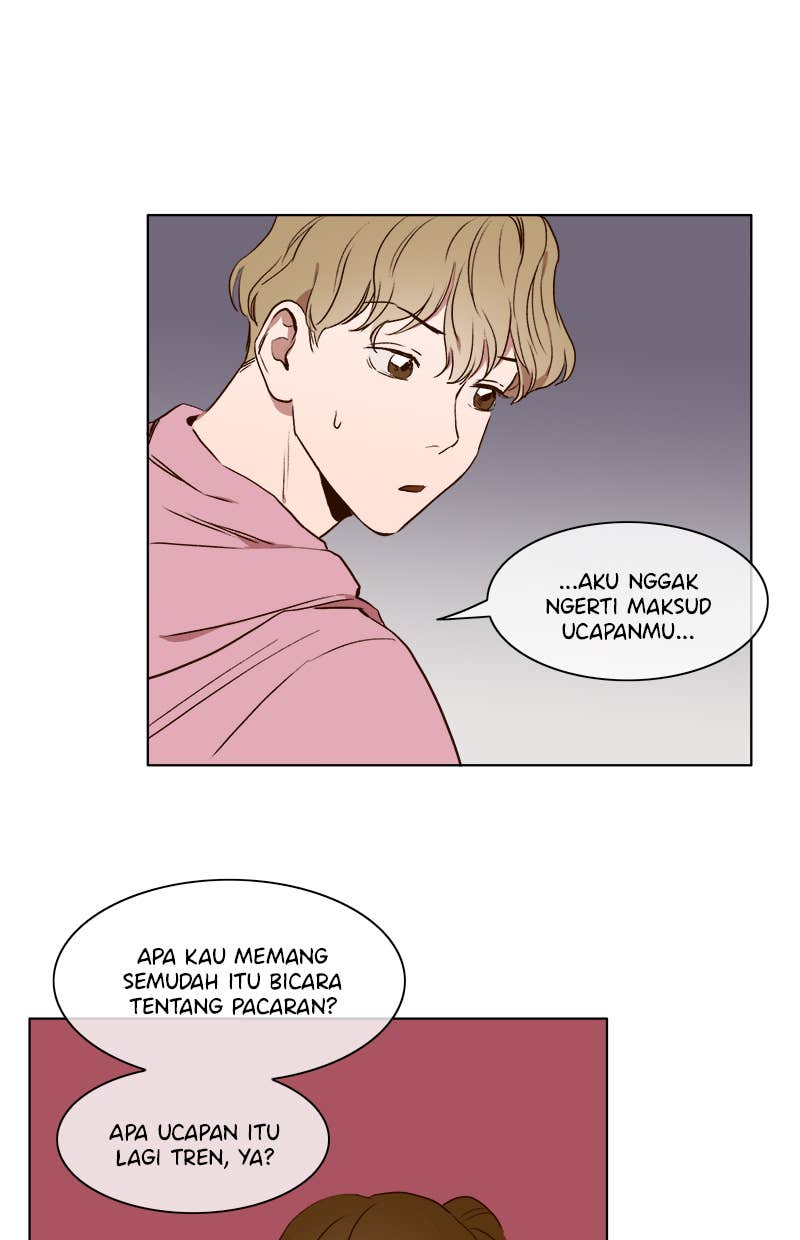 ...AKU NGGAK
NGERTI MAKSUD
UCAPANMU...
APA KAU MEMANG
SEMUDAH ITU BICARA
TENTANG PACARAN?
APA UCAPAN ITU
LAGI TREN, YA?